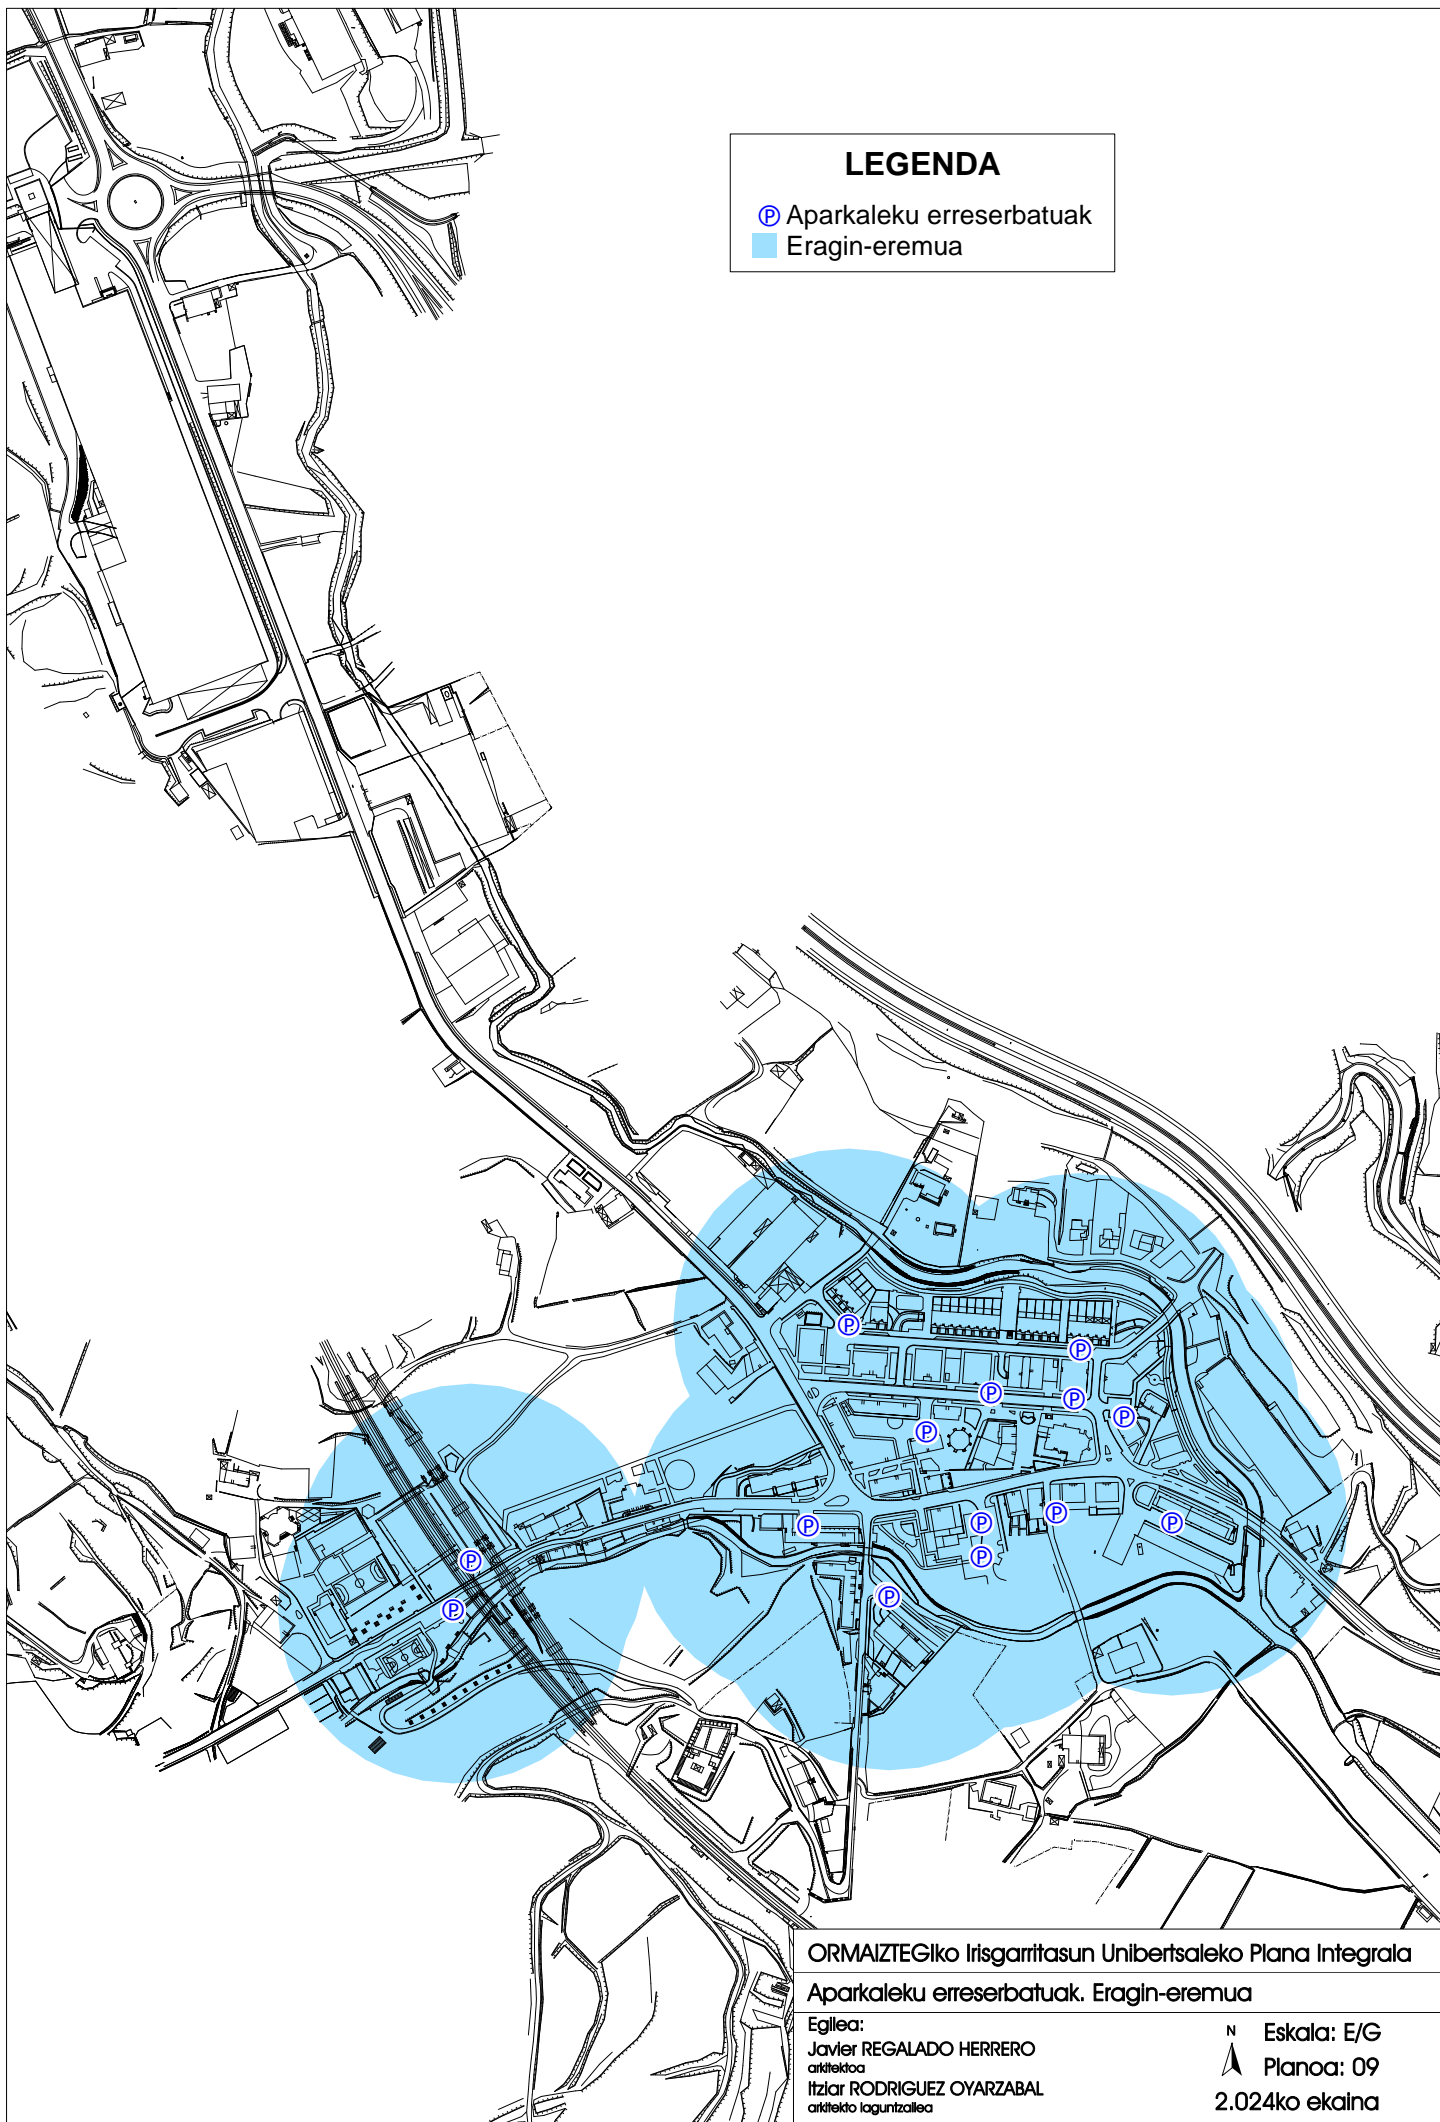 LEGENDA
P Aparkaleku erreserbatuak
Eragin-eremua
P
P
P
P
P
P
P
P
P
P
P
P
P
P
ORMAIZTEGIko Irisgarritasun Unibertsaleko Plana Integrala
Aparkaleku erreserbatuak. Eragin-eremua
Egilea:
Javier REGALADO HERRERO
arkitektoa
Itziar RODRIGUEZ OYARZABAL
arkitekto laguntzailea
N
Eskala: E/G
Planoa: 09
2.024ko ekaina